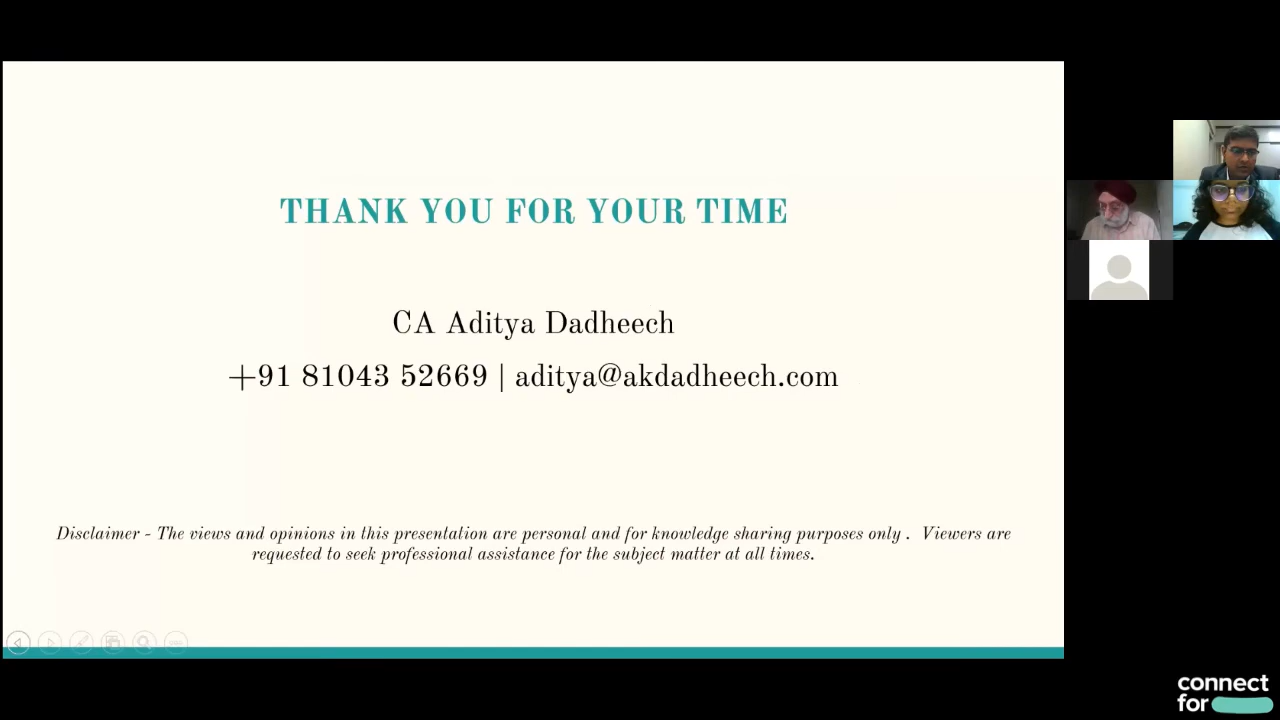 THANK YOU FOR YOUR TIME
CA Aditya Dadheech
+91 81043 52669 | aditya@akdadheech.com
Disclaimer - The views and opinions in this presentation are personal and for knowledge sharing purposes only . Viewers are
requested to seek professional assistance for the subject matter at all times.
connect
for